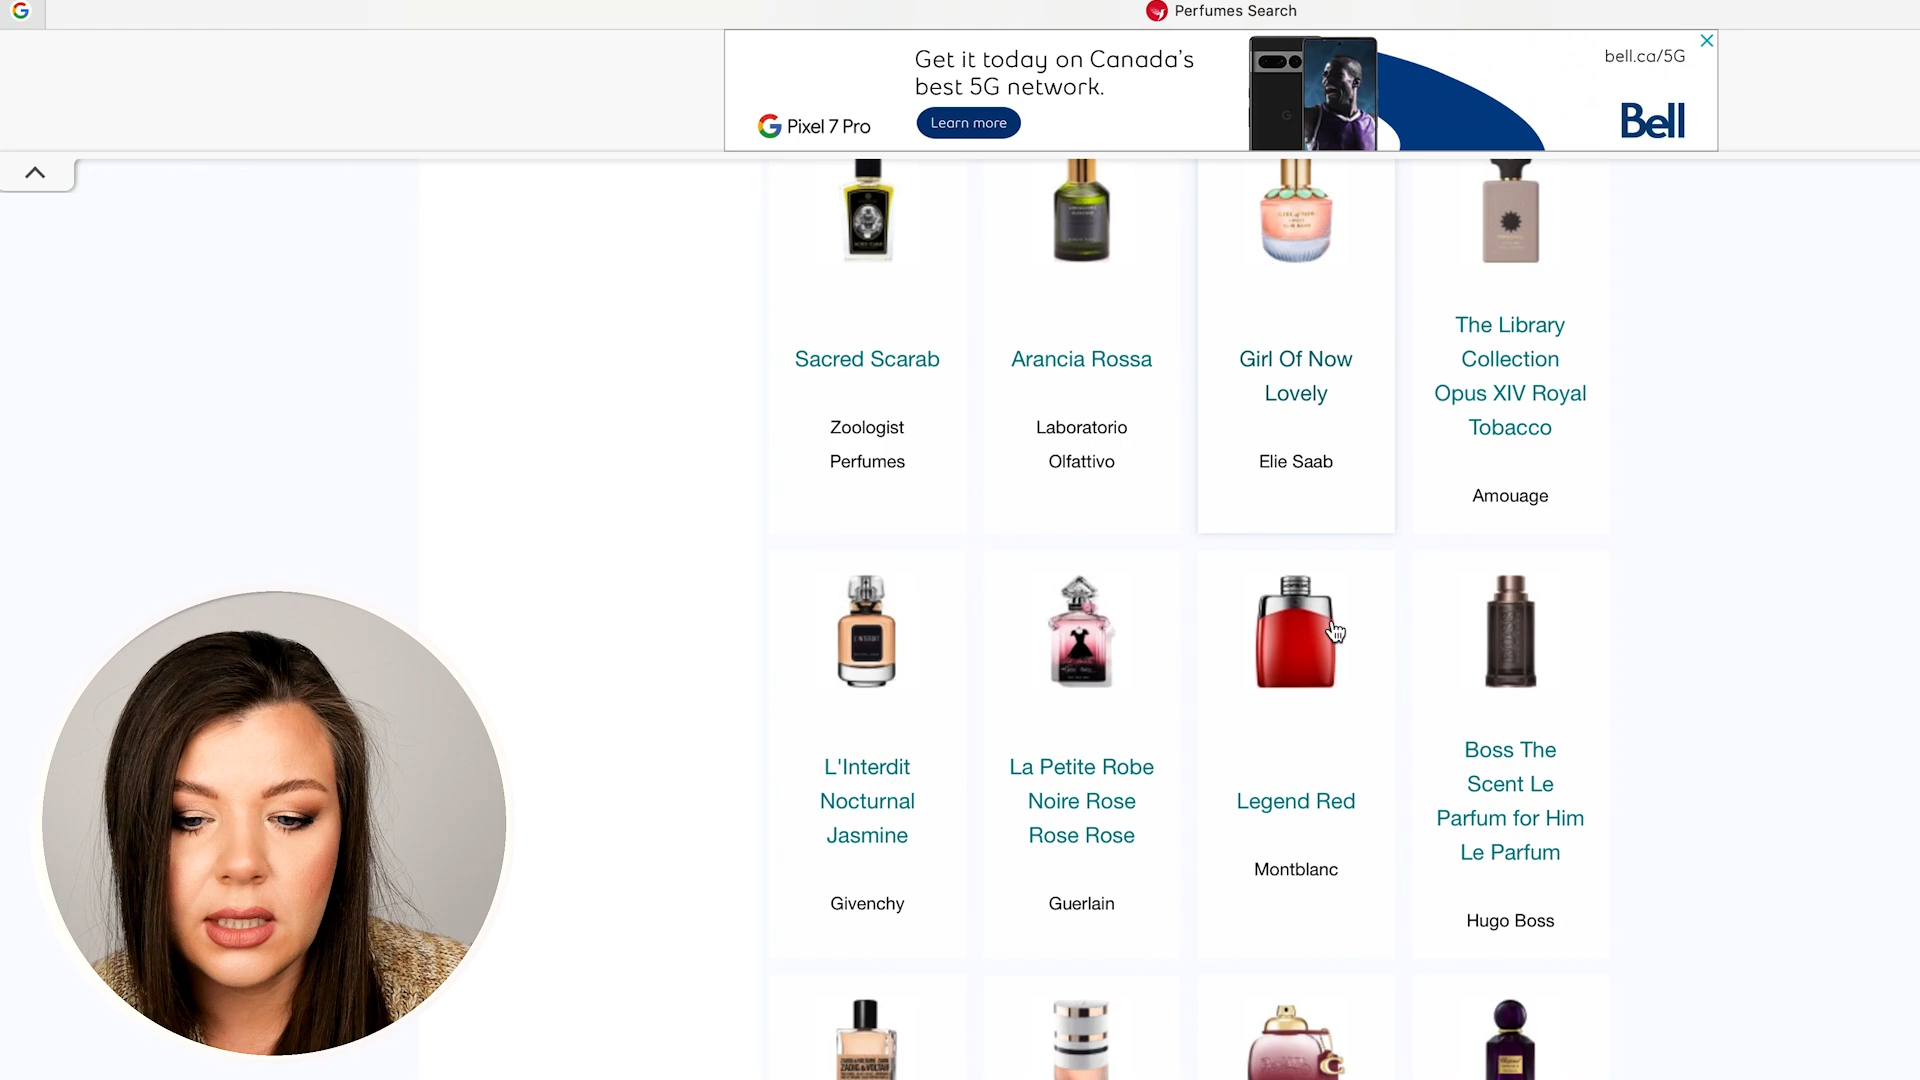 Perfumes Search
Get it today on Canada's
best 5G network.
Learn more
Pixel 7 Pro
bell.ca/5G
Bell
Sacred Scarab
Zoologist
Perfumes
Arancia Rossa
Laboratorio
Olfattivo
Girl Of Now
Lovely
Elie Saab
The Library
Collection
Opus XIV Royal
Tobacco
Amouage
L'INTERDIT
L'Interdit
Nocturnal
Jasmine
Givenchy
La Petite Robe
Noire Rose
Rose Rose
Guerlain
Legend Red
Montblanc
Boss The
Scent Le
Parfum for Him
Le Parfum
Hugo Boss
ZADIG & VOLTAIRE